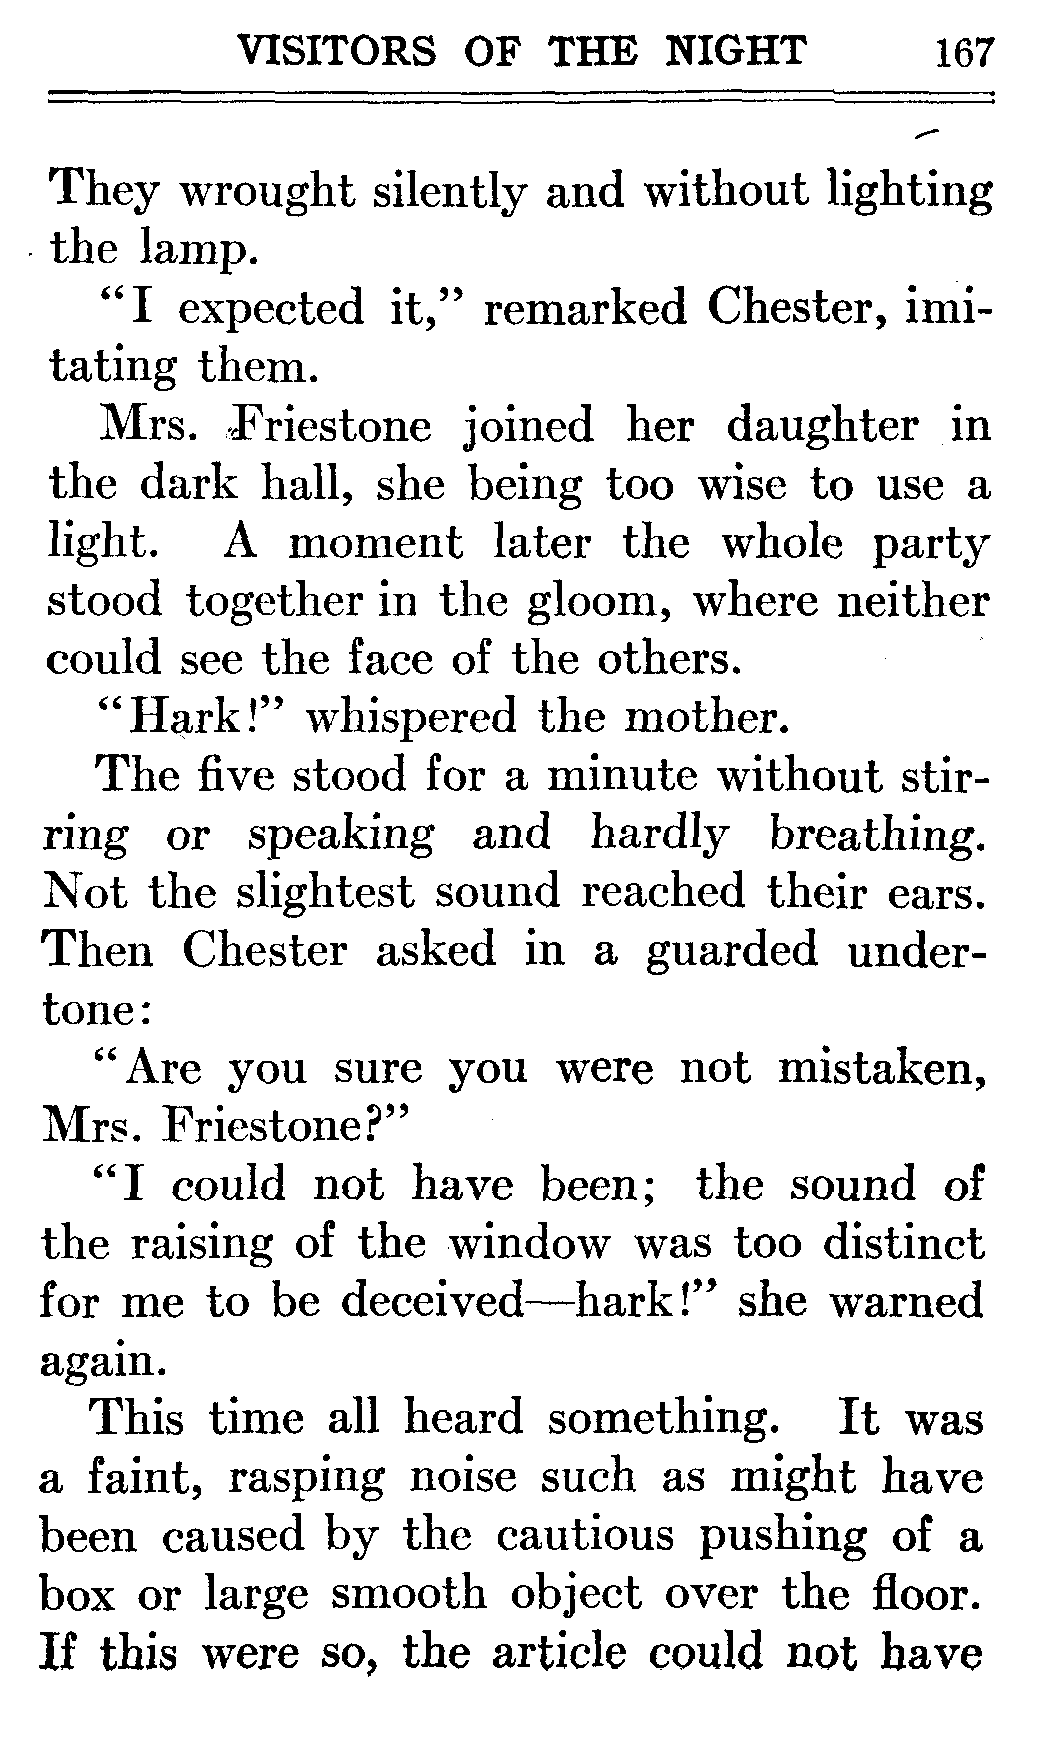 VISITORS OF THE NIGHT 167
They wrought silently and without lighting
the lamp.
“I expected it,” remarked Chester, imi-
tating them.
Mrs. Friestone joined her daughter in
the dark hall, she being too wise to use a
light. A moment later the whole party
stood together in the gloom, where neither
could see the face of the others.
“Hark!” whispered the mother.
The five stood for a minute without stir-
ring or speaking and hardly breathing.
Not the slightest sound reached their ears.
Then Chester asked in a guarded under-
tone:
“Are you sure you were not mistaken,
Mrs. Friestone?”
“I could not have been; the sound of
the raising of the window was too distinct
for me to be deceived—hark!” she warned
again.
This time all heard something. It was
a faint, rasping noise such as might have
been caused by the cautious pushing of a
box or large smooth object over the floor.
If this were so, the article could not have